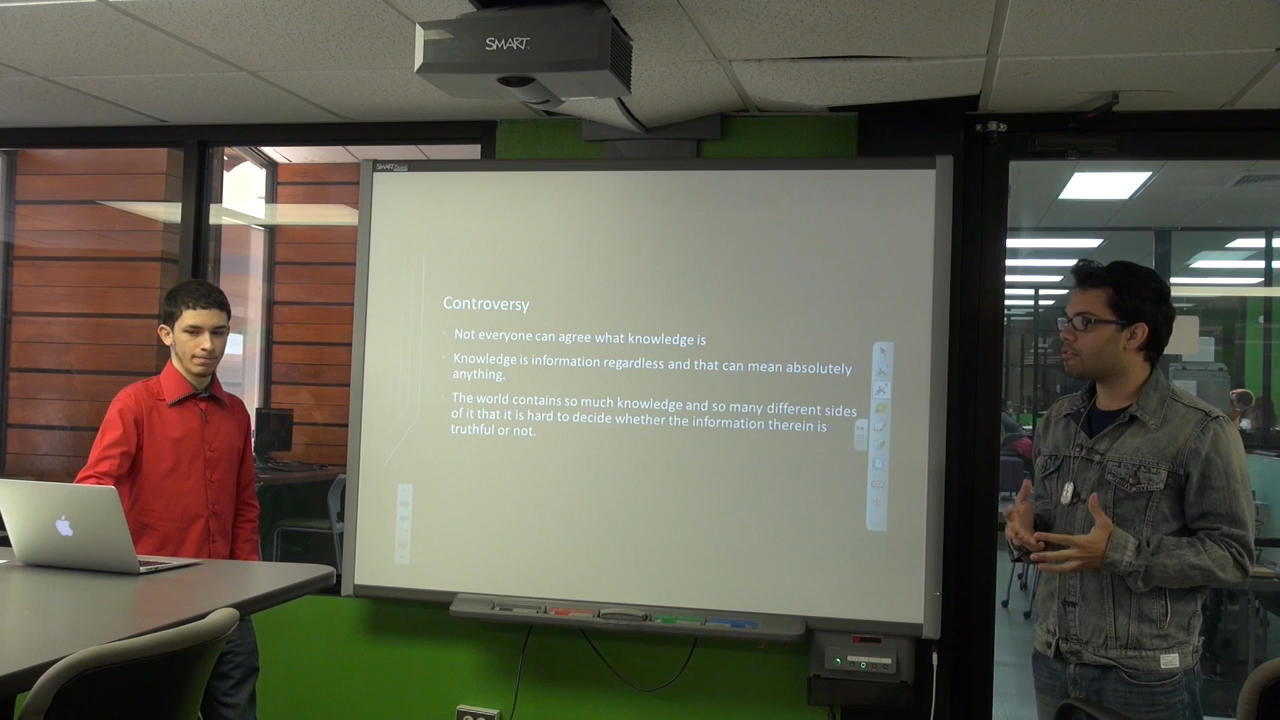 SMART
SMART
Controversy
Not everyone can agree what knowledge is
Knowledge is information regardless and that can mean absolutely
anything.
The world contains so much knowledge and so many different sides
of it that it is hard to decide whether the information therein is
truthful or not.